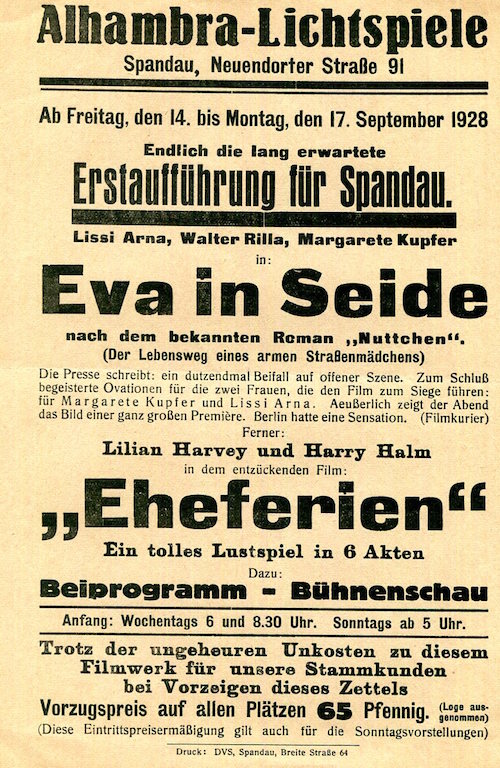 Alhambra-Lichtspiele
Spandau, Neuendorfer Straße 91
Ab Freitag, den 14. bis Montag, den 17. September 1928
Endlich die lang erwartete
Erstaufführung für Spandau.
Lissi Arna, Walter Rilla, Margarete Kupfer
in:
Eva in Seide
nach dem bekannten Roman „Nuttchen“.
(Der Lebensweg eines armen Straßenmädchens)
Die Presse schreibt: ein dutzendmal Beifall auf offener Szene. Zum Schluß
begeisterte Ovationen für die zwei Frauen, die den Film zum Siege führen:
für Margarete Kupfer und Lissi Arna. Aeußerlich zeigt der Abend
das Bild einer ganz großen Première. Berlin hatte eine Sensation. (Filmkurier)
Ferner:
Lilian Harvey und Harry Halm
in dem entzückenden Film:
„Eheferien“
Ein tolles Lustspiel in 6 Akten
Dazu:
Beiprogramm - Bühnenschau
Anfang: Wochentags 6 und 8.30 Uhr. Sonntags ab 5 Uhr.
Trotz der ungeheuren Unkosten zu diesem
Filmwerk für unsere Stammkunden
bei Vorzeigen dieses Zettels
Vorzugspreis auf allen Plätzen 65 Pfennig. (Loge aus-
genommen)
(Diese Eintrittspreisermäßigung gilt auch für die Sonntagsvorstellungen)
Druck: DVS, Spandau, Breite Straße 64